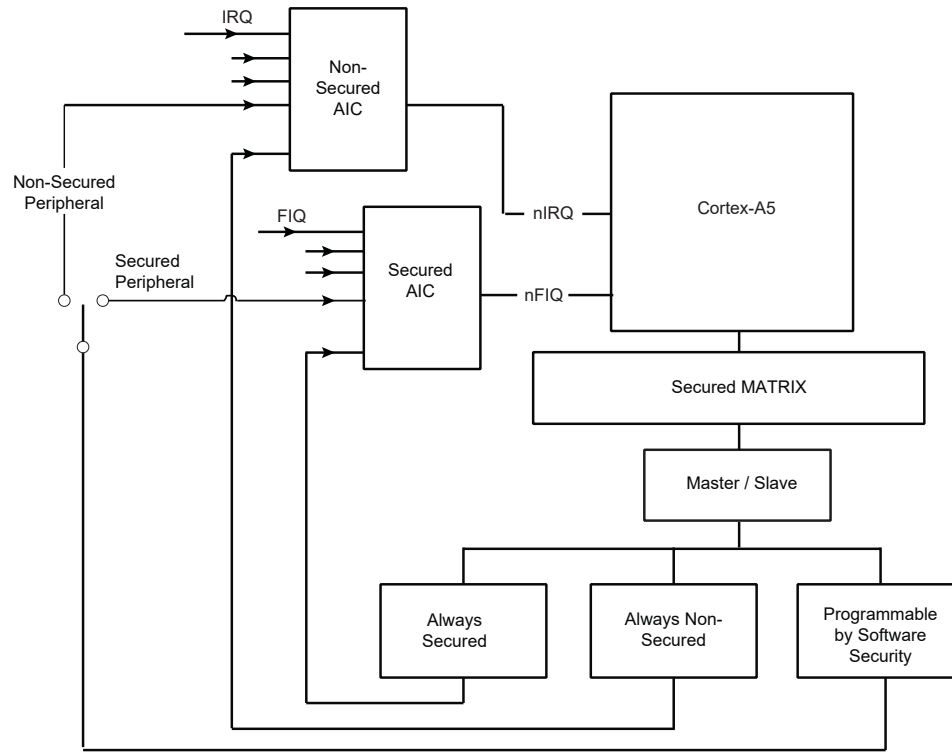 IRQ
Non-
Secured
AIC
Non-Secured
Peripheral
FIQ
Secured
Peripheral
Secured
AIC
nIRQ
nFIQ
Cortex-A5
Secured MATRIX
Master / Slave
Always
Secured
Always Non-
Secured
Programmable
by Software
Security